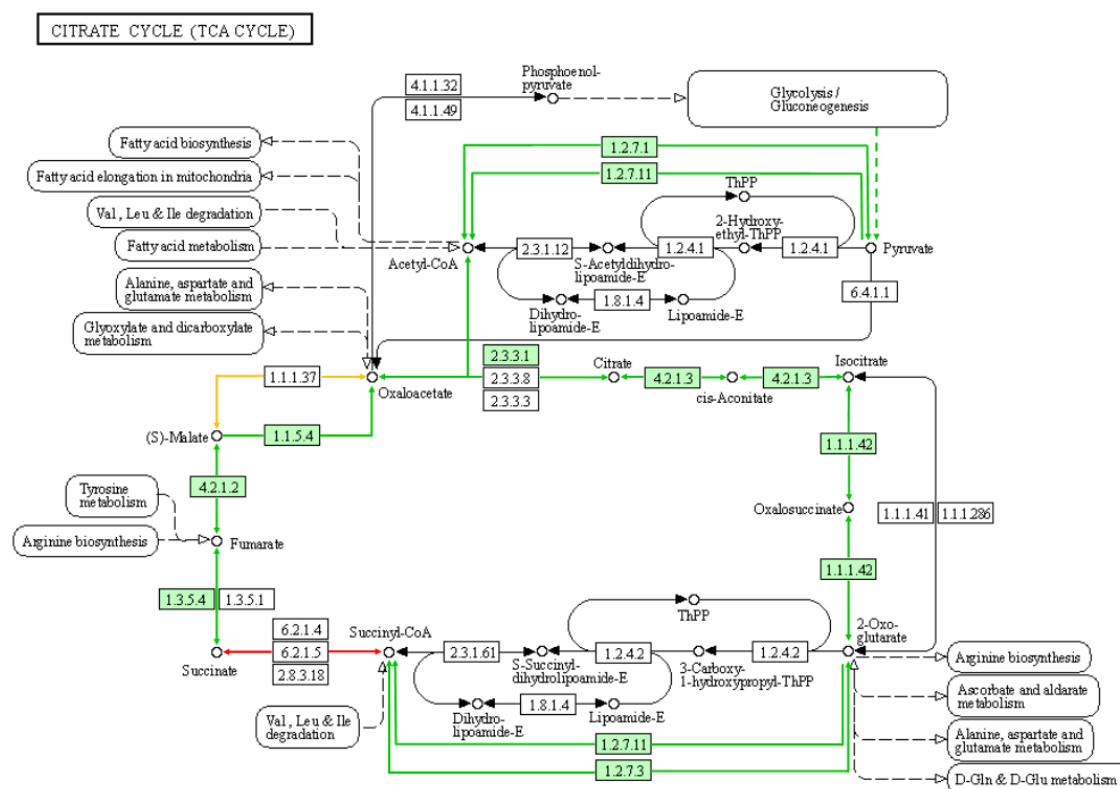 CITRATE CYCLE (TCA CYCLE)
Phosphoenol-
pyruvate
4.1.1.32
4.1.1.49
Glycolysis /
Gluconeogenesis
Fatty acid biosynthesis
Fatty acid elongation in mitochondria
Val, Leu & Ile degradation
Fatty acid metabolism
Alanine, aspartate and
glutamate metabolism
Glyoxylate and dicarboxylate
metabolism
1.2.7.1
1.2.7.11
ThPP
2-Hydroxy-
ethyl-ThPP
Acetyl-CoA
2.3.1.12
S-Acetyldihydro-
lipoamide-E
1.2.4.1
1.2.4.1
Pyruvate
6.4.1.1
Dihydro-
lipoamide-E
1.8.1.4
Lipoamide-E
1.1.1.37
Oxaloacetate
2.3.3.1
2.3.3.8
2.3.3.3
Citrate
4.2.1.3
cis-Aconitate
4.2.1.3
Isocitrate
(S)-Malate
1.1.5.4
1.1.1.42
4.2.1.2
Tyrosine
metabolism
Arginine biosynthesis
Fumarate
Oxalosuccinate
1.1.1.41
1.1.1.286
1.1.1.42
1.3.5.4
1.3.5.1
Succinate
6.2.1.4
6.2.1.5
2.8.3.18
Succinyl-CoA
2.3.1.61
S-Succinyl-
dihydrolipoamide-E
ThPP
1.2.4.2
3-Carboxy-
1-hydroxypropyl-ThPP
1.2.4.2
2-Oxo-
glutarate
Val, Leu & Ile
degradation
Dihydro-
lipoamide-E
1.8.1.4
Lipoamide-E
1.2.7.11
1.2.7.3
Arginine biosynthesis
Ascorbate and aldarate
metabolism
Alanine, aspartate and
glutamate metabolism
D-Gln & D-Glu metabolism